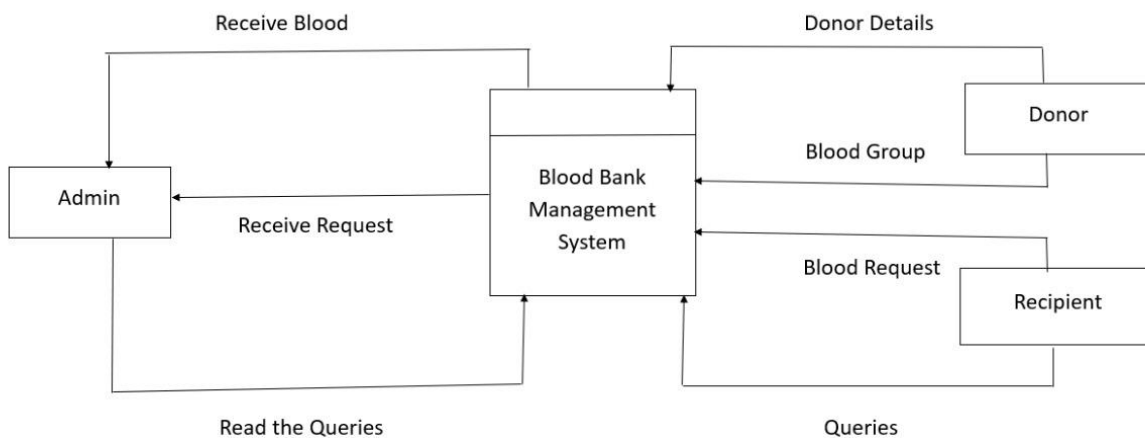 Receive Blood
Donor Details
Donor
Blood Group
Admin
Blood Bank
Management
System
Receive Request
Blood Request
Recipient
Read the Queries
Queries